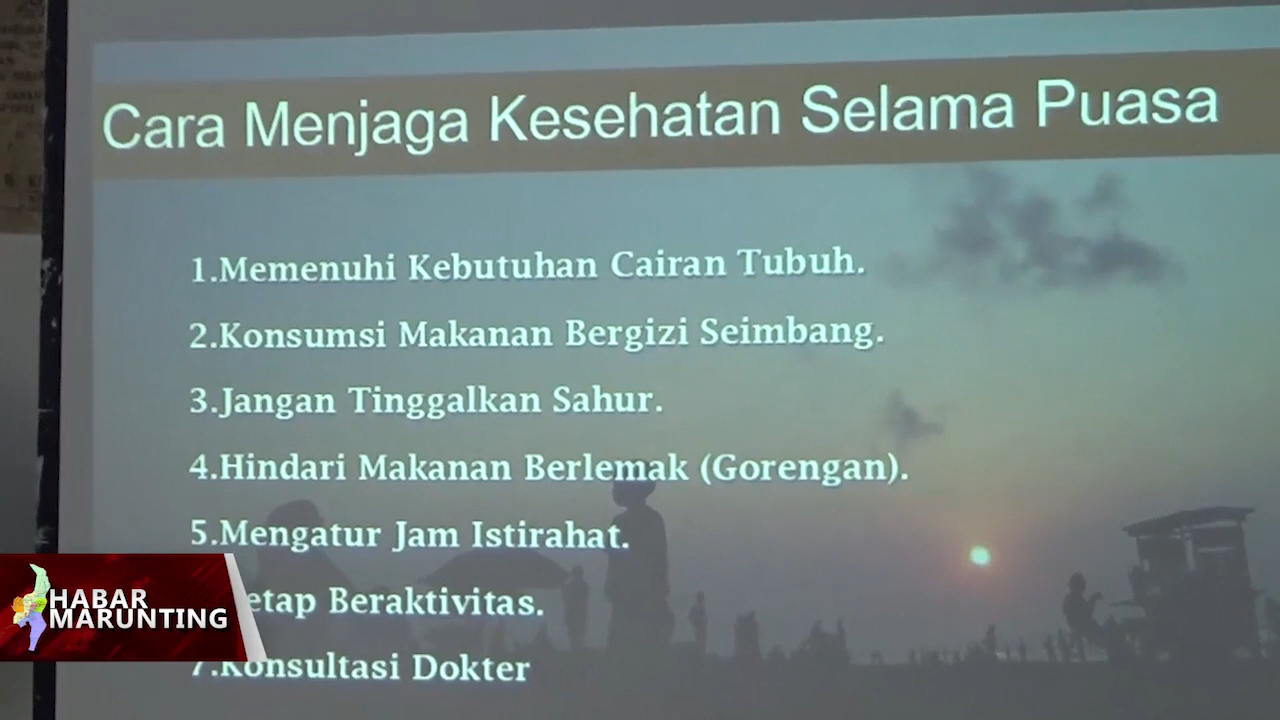 Cara Menjaga Kesehatan Selama Puasa
1.Memenuhi Kebutuhan Cairan Tubuh.
2.Konsumsi Makanan Bergizi Seimbang.
3.Jangan Tinggalkan Sahur.
4.Hindari Makanan Berlemak (Gorengan).
5.Mengatur Jam Istirahat.
etap Beraktivitas.
7.Konsultasi Dokter
HABAR
MARUNTING